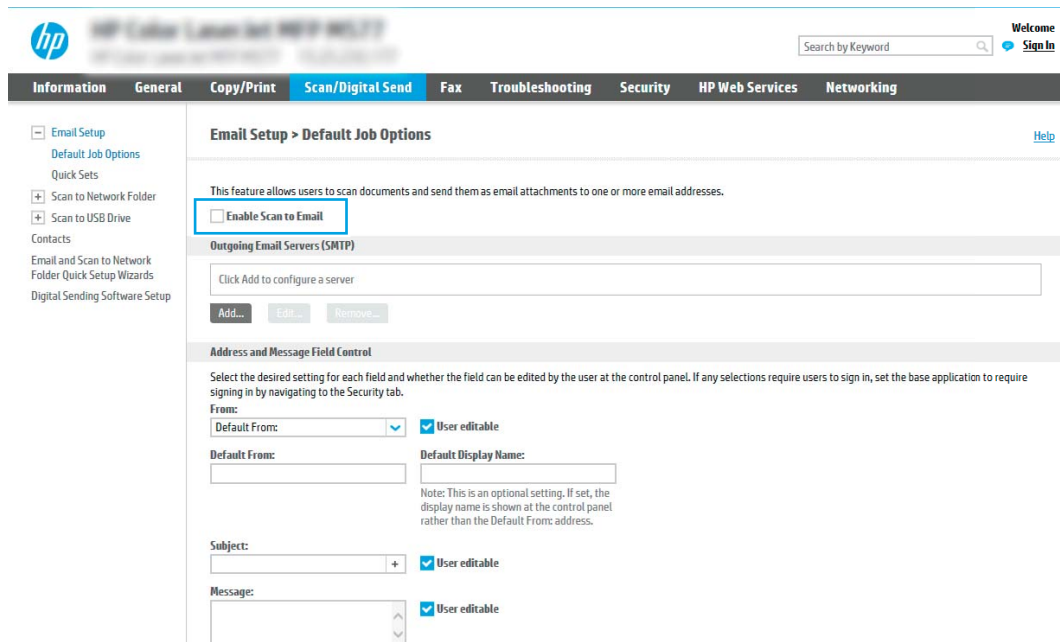 hp
Welcome
Search by Keyword
Sign In
Information General Copy/Print Scan/Digital Send Fax Troubleshooting Security HP Web Services Networking
Email Setup
Default Job Options
Quick Sets
Scan to Network Folder
Scan to USB Drive
Contacts
Email and Scan to Network
Folder Quick Setup Wizards
Digital Sending Software Setup
Email Setup > Default Job Options
Help
This feature allows users to scan documents and send them as email attachments to one or more email addresses.
Enable Scan to Email
Outgoing Email Servers (SMTP)
Click Add to configure a server
Add... Edit... Remove...
Address and Message Field Control
Select the desired setting for each field and whether the field can be edited by the user at the control panel. If any selections require users to sign in, set the base application to require
signing in by navigating to the Security tab.
From:
Default From: User editable
Default From: Default Display Name:
Note: This is an optional setting. If set, the
display name is shown at the control panel
rather than the Default From: address.
Subject:
+ User editable
Message:
User editable